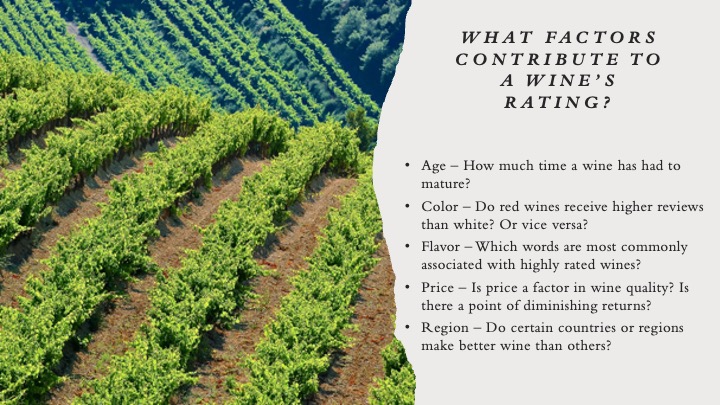 WHAT FACTORS
CONTRIBUTE TO
A WINE'S
RATING?
• Age – How much time a wine has had to
mature?
• Color – Do red wines receive higher reviews
than white? Or vice versa?
• Flavor – Which words are most commonly
associated with highly rated wines?
• Price – Is price a factor in wine quality? Is
there a point of diminishing returns?
• Region – Do certain countries or regions
make better wine than others?